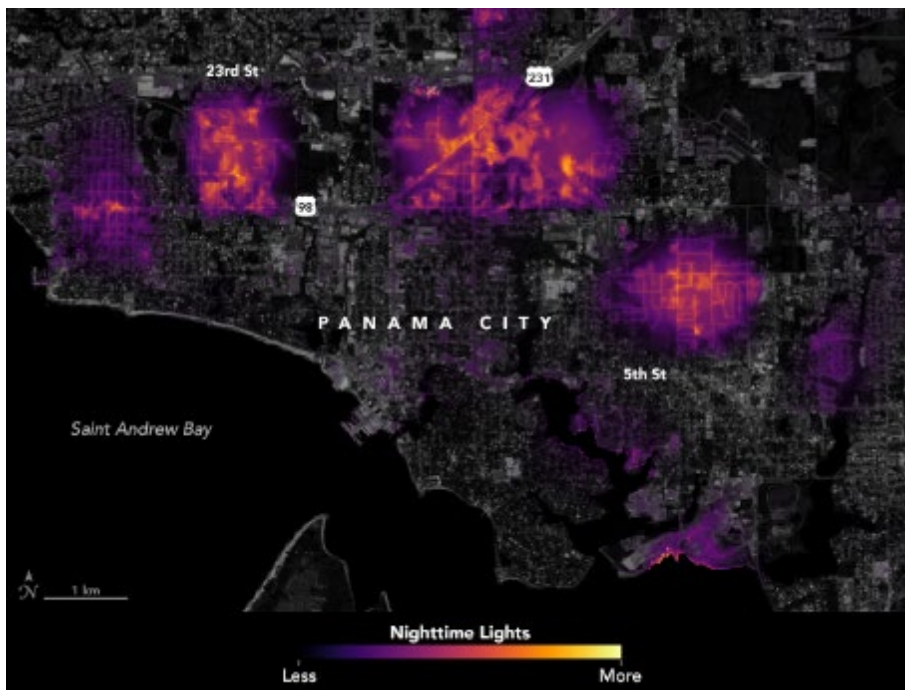 23rd St
231
98
PANAMA CITY
5th St
Saint Andrew Bay
N
1 km
Nighttime Lights
Less
More